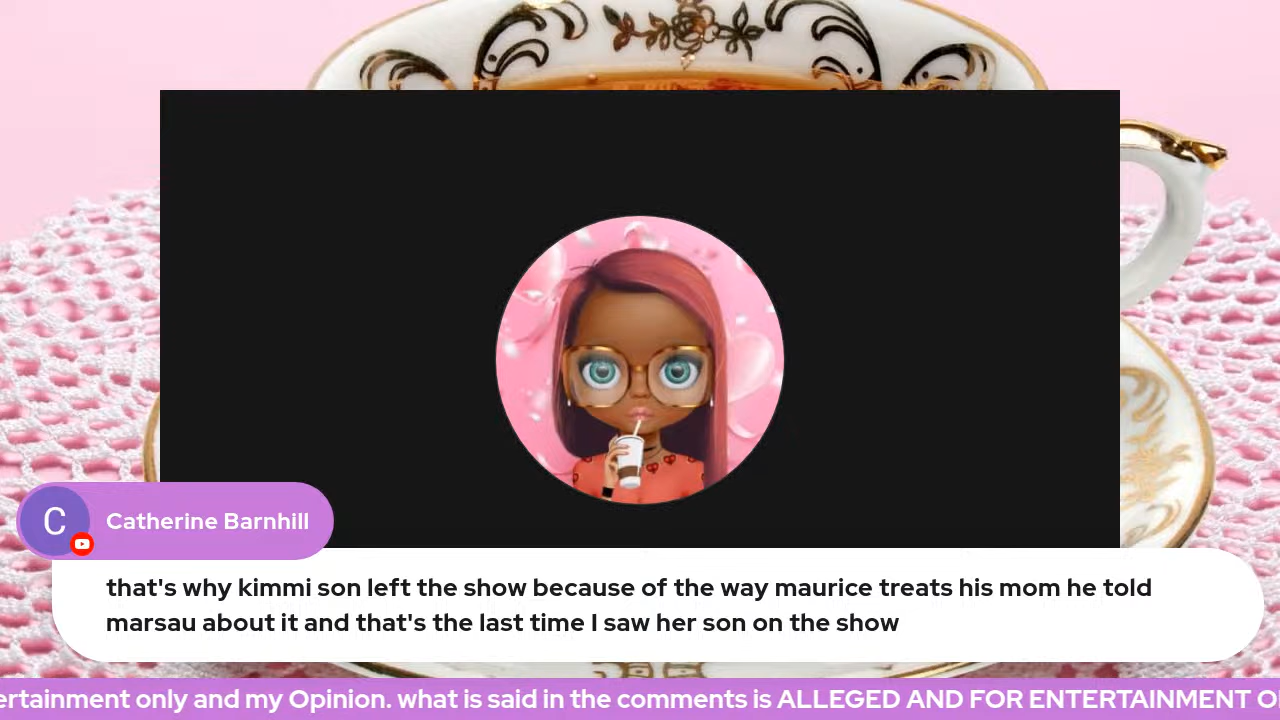 C
Catherine Barnhill
that's why kimmi son left the show because of the way maurice treats his mom he told
marsau about it and that's the last time I saw her son on the show
ertainment only and my Opinion. what is said in the comments is ALLEGED AND FOR ENTERTAINMENT O